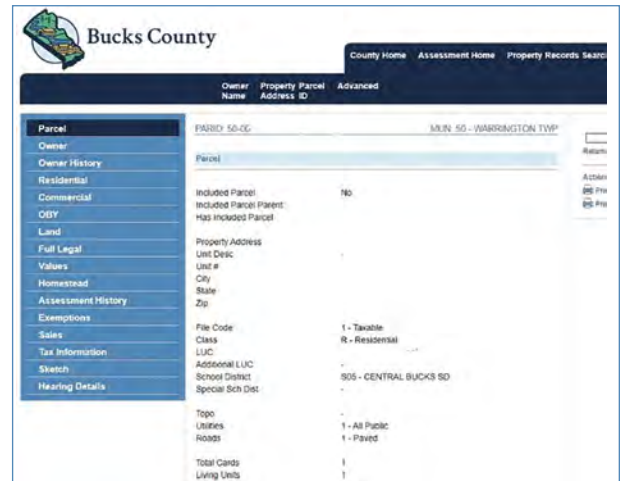 Bucks County
County Home Assessment Home Property Records Search
Owner Name Property Address Parcel ID Advanced
Parcel
Owner
Owner History
Residential
Commercial
OBY
Land
Full Legal
Values
Homestead
Assessment History
Exemptions
Sales
Tax Information
Sketch
Hearing Details
PARID: 50-0 MUN: 50 - WARRINGTON TWP
Parcel
Included Parcel No
Included Parcel Parent
Has Included Parcel
Property Address
Unit Desc -
Unit #
City
State
Zip
File Code 1 - Taxable
Class R - Residential
LUC
Additional LUC -
School District S05 - CENTRAL BUCKS SD
Special Sch Dist -
Topo -
Utilities 1 - All Public
Roads 1 - Paved
Total Cards 1
Living Units 1